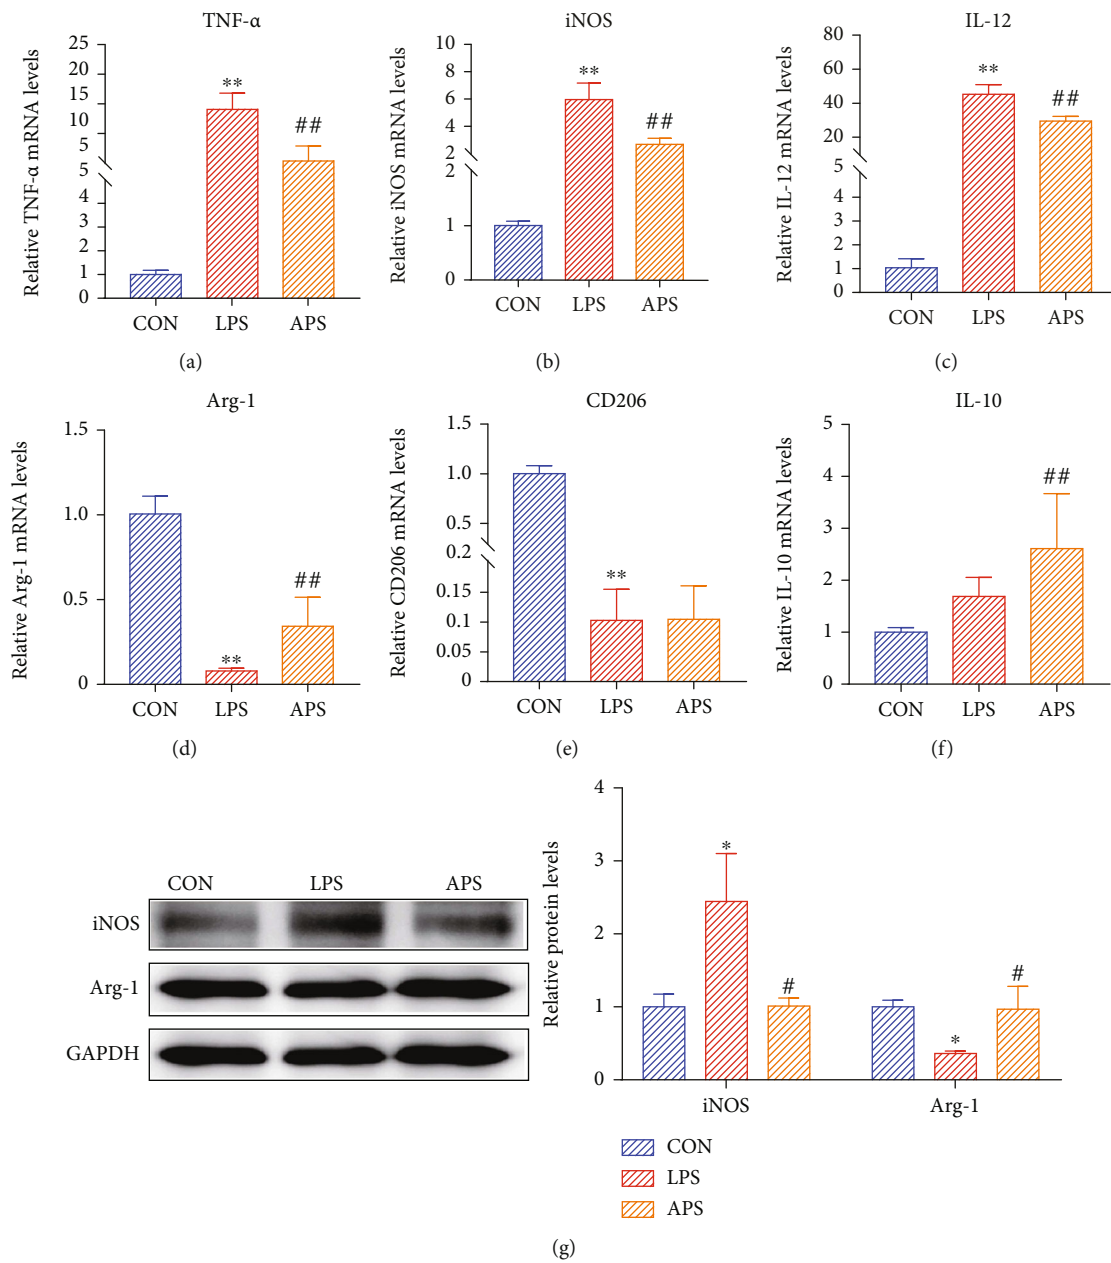 TNF-α
Relative TNF-α mRNA levels
25
20
15
10
5
5
4
2
1
0
**
##
CON LPS APS
(a)
iNOS
Relative iNOS mRNA levels
10
8
6
4
2
2
1
0
**
##
CON LPS APS
(b)
IL-12
Relative IL-12 mRNA levels
80
60
40
20
5
3
2
1
0
**
##
CON LPS APS
(c)
Arg-1
Relative Arg-1 mRNA levels
1.5
1.0
0.5
0
**
##
CON LPS APS
(d)
CD206
Relative CD206 mRNA levels
1.5
1.0
0.5
0.2
0.15
0.1
0.05
0
**
CON LPS APS
(e)
IL-10
Relative IL-10 mRNA levels
5
4
3
2
1
0
##
CON LPS APS
(f)
CON LPS APS
iNOS
Arg-1
GAPDH
Relative protein levels
4
3
2
1
0
*
#
*
#
iNOS Arg-1
CON
LPS
APS
(g)